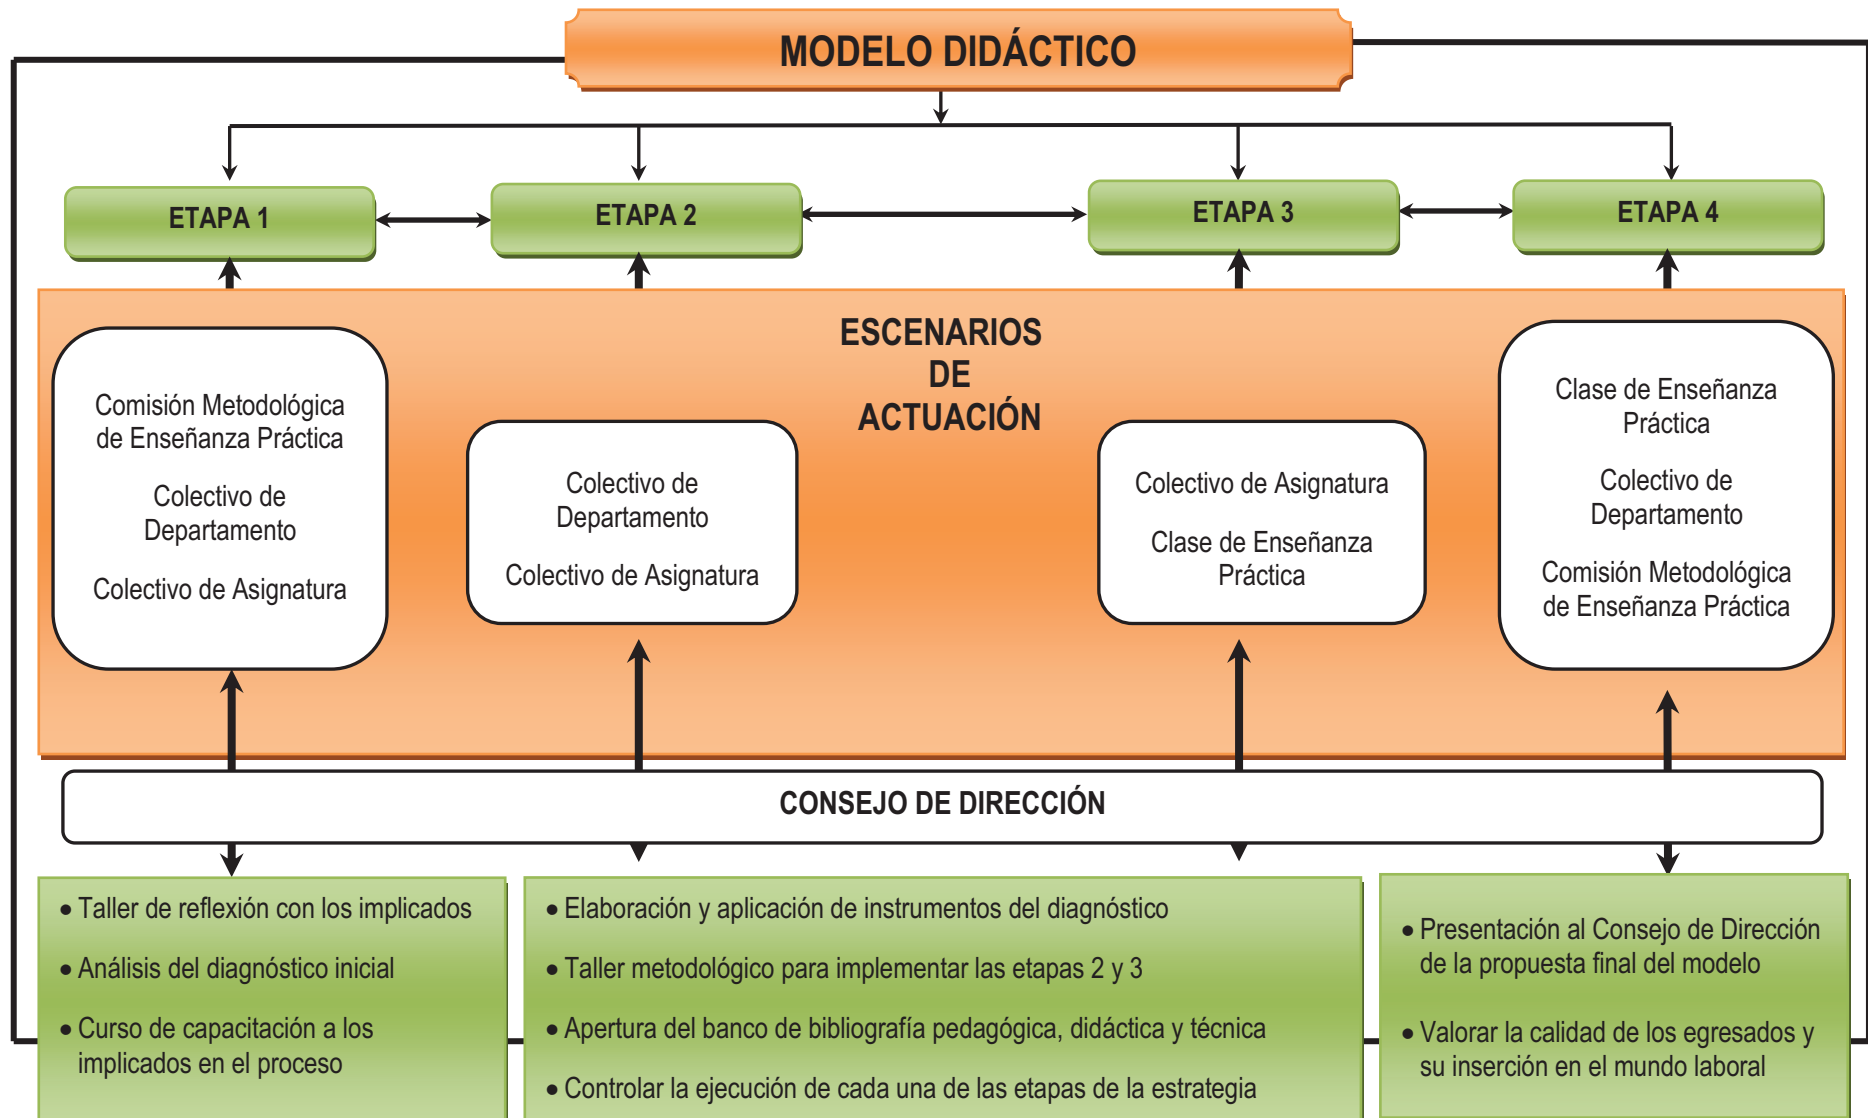 MODELO DIDÁCTICO
ETAPA 1
ETAPA 2
ETAPA 3
ETAPA 4
ESCENARIOS
DE
ACTUACIÓN
Comisión Metodológica
de Enseñanza Práctica
Colectivo de
Departamento
Colectivo de Asignatura
Colectivo de
Departamento
Colectivo de Asignatura
Colectivo de Asignatura
Clase de Enseñanza
Práctica
Clase de Enseñanza
Práctica
Colectivo de
Departamento
Comisión Metodológica
de Enseñanza Práctica
CONSEJO DE DIRECCIÓN
• Taller de reflexión con los implicados
• Análisis del diagnóstico inicial
• Curso de capacitación a los
implicados en el proceso
• Elaboración y aplicación de instrumentos del diagnóstico
• Taller metodológico para implementar las etapas 2 y 3
• Apertura del banco de bibliografía pedagógica, didáctica y técnica
• Controlar la ejecución de cada una de las etapas de la estrategia
• Presentación al Consejo de Dirección
de la propuesta final del modelo
• Valorar la calidad de los egresados y
su inserción en el mundo laboral